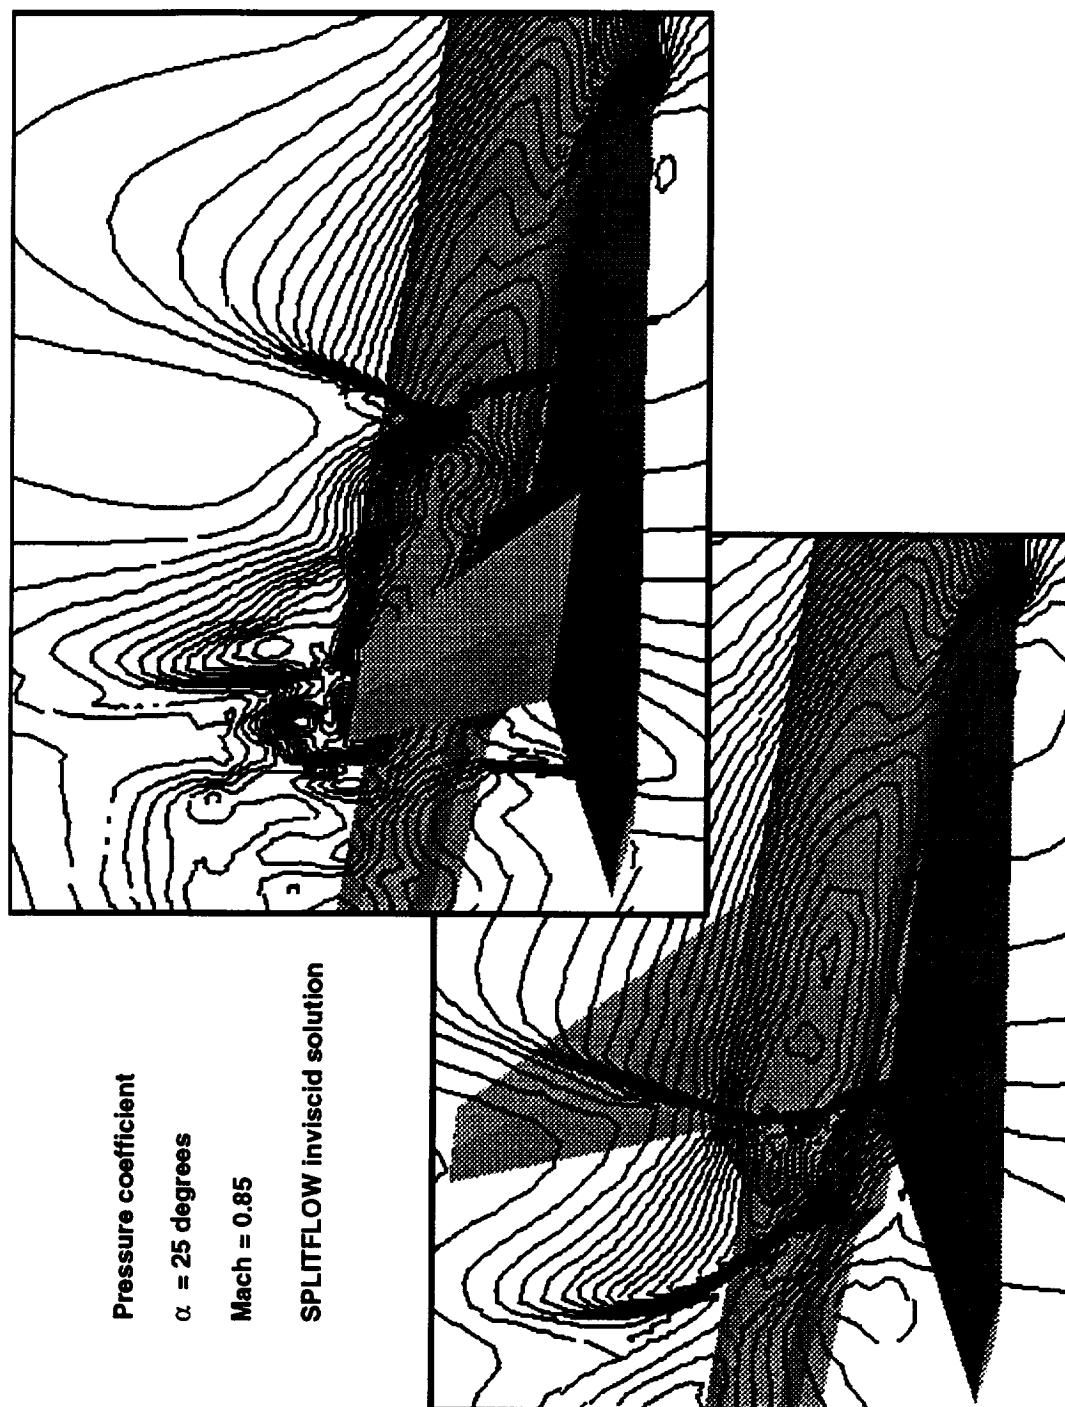 Pressure coefficient
α = 25 degrees
Mach = 0.85
SPLITFLOW inviscid solution